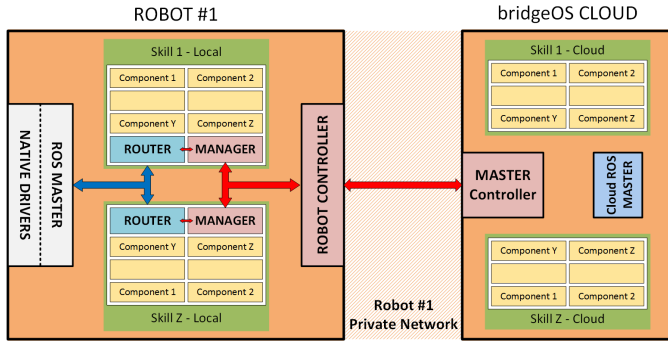 ROBOT #1
bridgeOS CLOUD
Skill 1 - Local
Component 1
Component 2
Component Y
Component Z
ROUTER
MANAGER
NATIVE DRIVERS
ROS MASTER
ROUTER
MANAGER
Component Y
Component Z
Component 1
Component 2
Skill Z - Local
ROBOT CONTROLLER
Robot #1
Private Network
Skill 1 - Cloud
Component 1
Component 2
Component Y
Component Z
MASTER
Controller
Cloud ROS
MASTER
Component Y
Component Z
Component 1
Component 2
Skill Z - Cloud